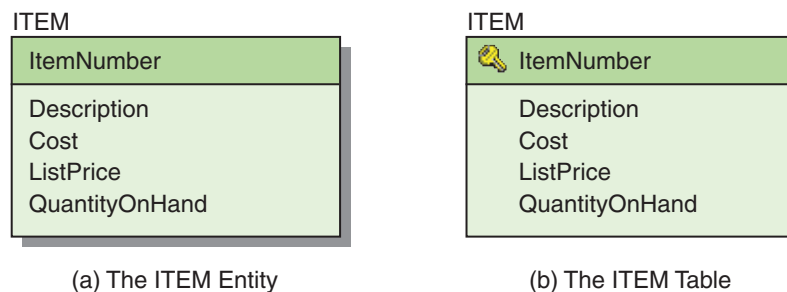 ITEM
ItemNumber
Description
Cost
ListPrice
QuantityOnHand
(a) The ITEM Entity
ITEM
ItemNumber
Description
Cost
ListPrice
QuantityOnHand
(b) The ITEM Table